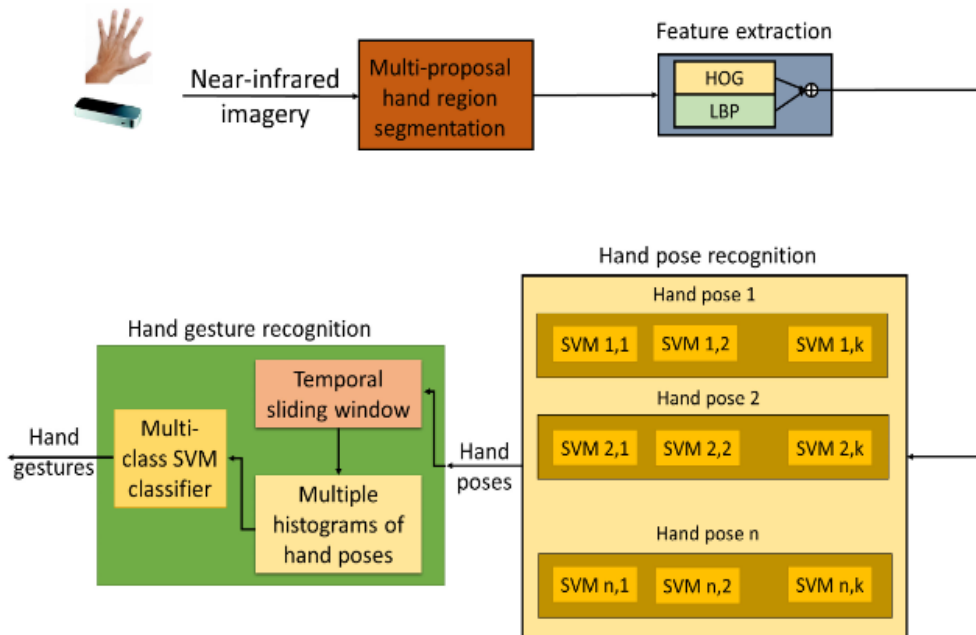 Near-infrared
imagery
Multi-proposal
hand region
segmentation
Feature extraction
HOG
LBP
Hand pose recognition
Hand pose 1
SVM 1,1 SVM 1,2 SVM 1,k
Hand pose 2
SVM 2,1 SVM 2,2 SVM 2,k
Hand pose n
SVM n,1 SVM n,2 SVM n,k
Hand
poses
Hand gesture recognition
Temporal
sliding window
Multiple
histograms of
hand poses
Multi-
class SVM
classifier
Hand
gestures